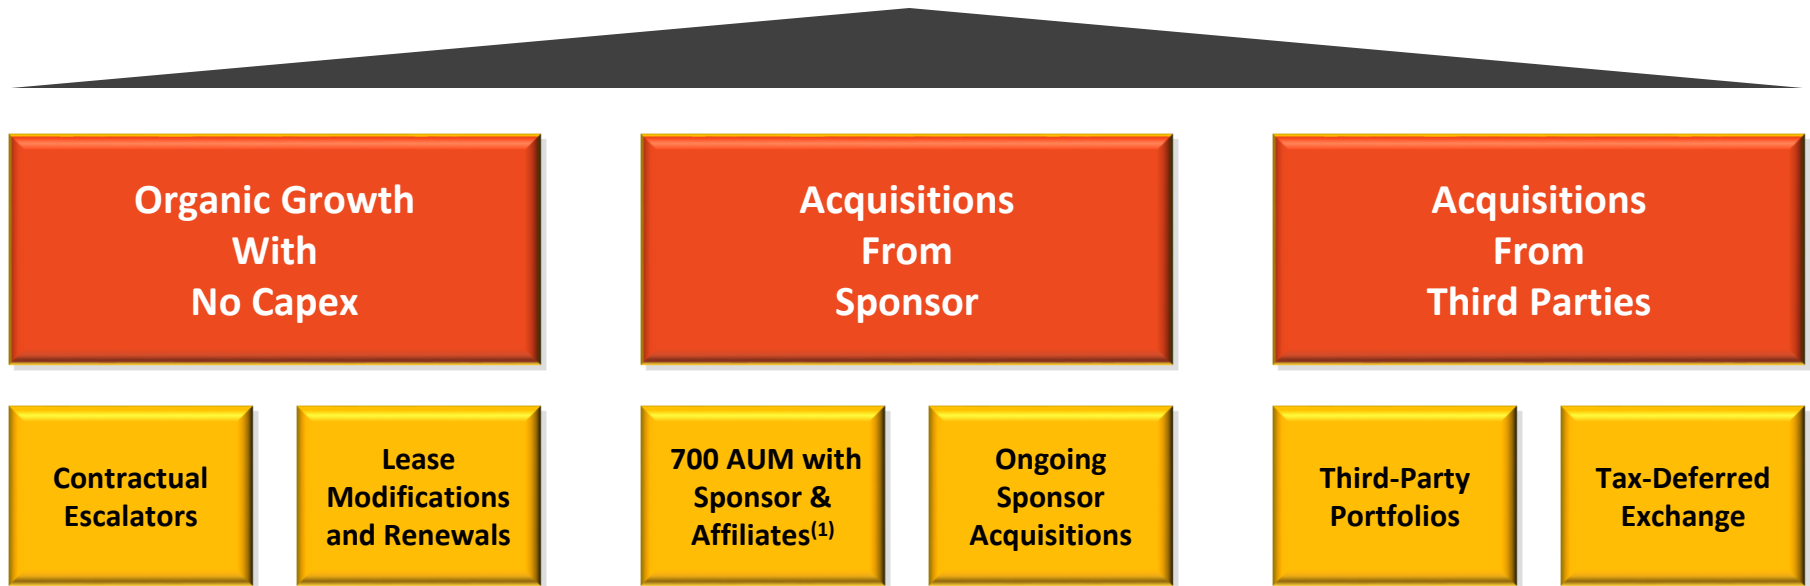 Organic Growth
With
No Capex
Acquisitions
From
Sponsor
Acquisitions
From
Third Parties
Contractual
Escalators
Lease
Modifications
and Renewals
700 AUM with
Sponsor &
Affiliates(1)
Ongoing
Sponsor
Acquisitions
Third-Party
Portfolios
Tax-Deferred
Exchange